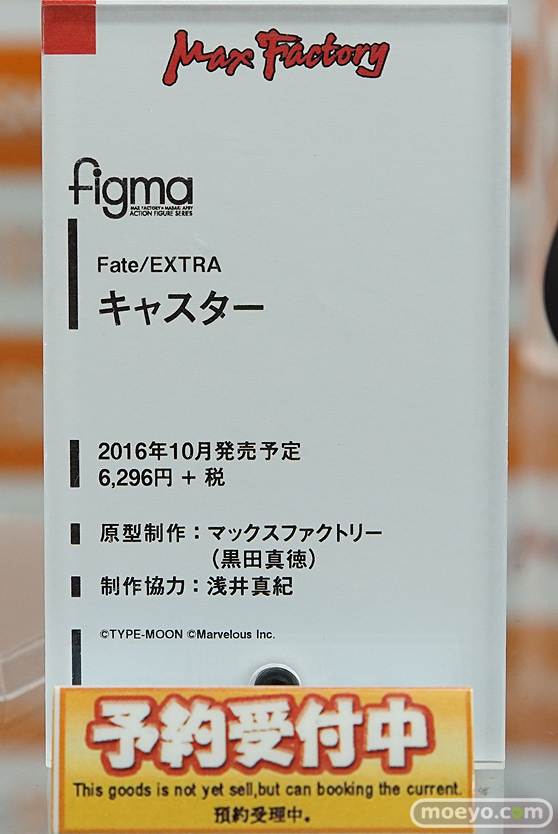 Max Factory
figma
MAX FACTORY × MASAKI APSY
ACTION FIGURE SERIES
Fate/EXTRA
キャスター
2016年10月発売予定
6,296円 + 税
原型制作：マックスファクトリー
（黒田真徳）
制作協力：浅井真紀
©TYPE-MOON ©Marvelous Inc.
予約受付中
This goods is not yet sell,but can booking the current.
預約受理中。
moeyo.com